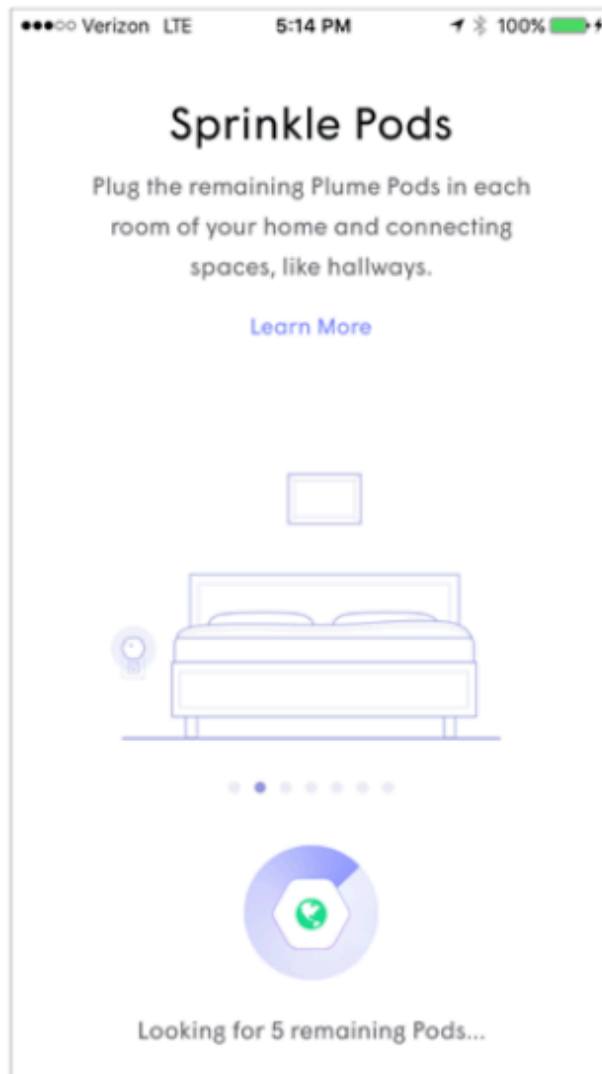 Verizon LTE 5:14 PM 100%
Sprinkle Pods
Plug the remaining Plume Pods in each
room of your home and connecting
spaces, like hallways.
Learn More
Looking for 5 remaining Pods...